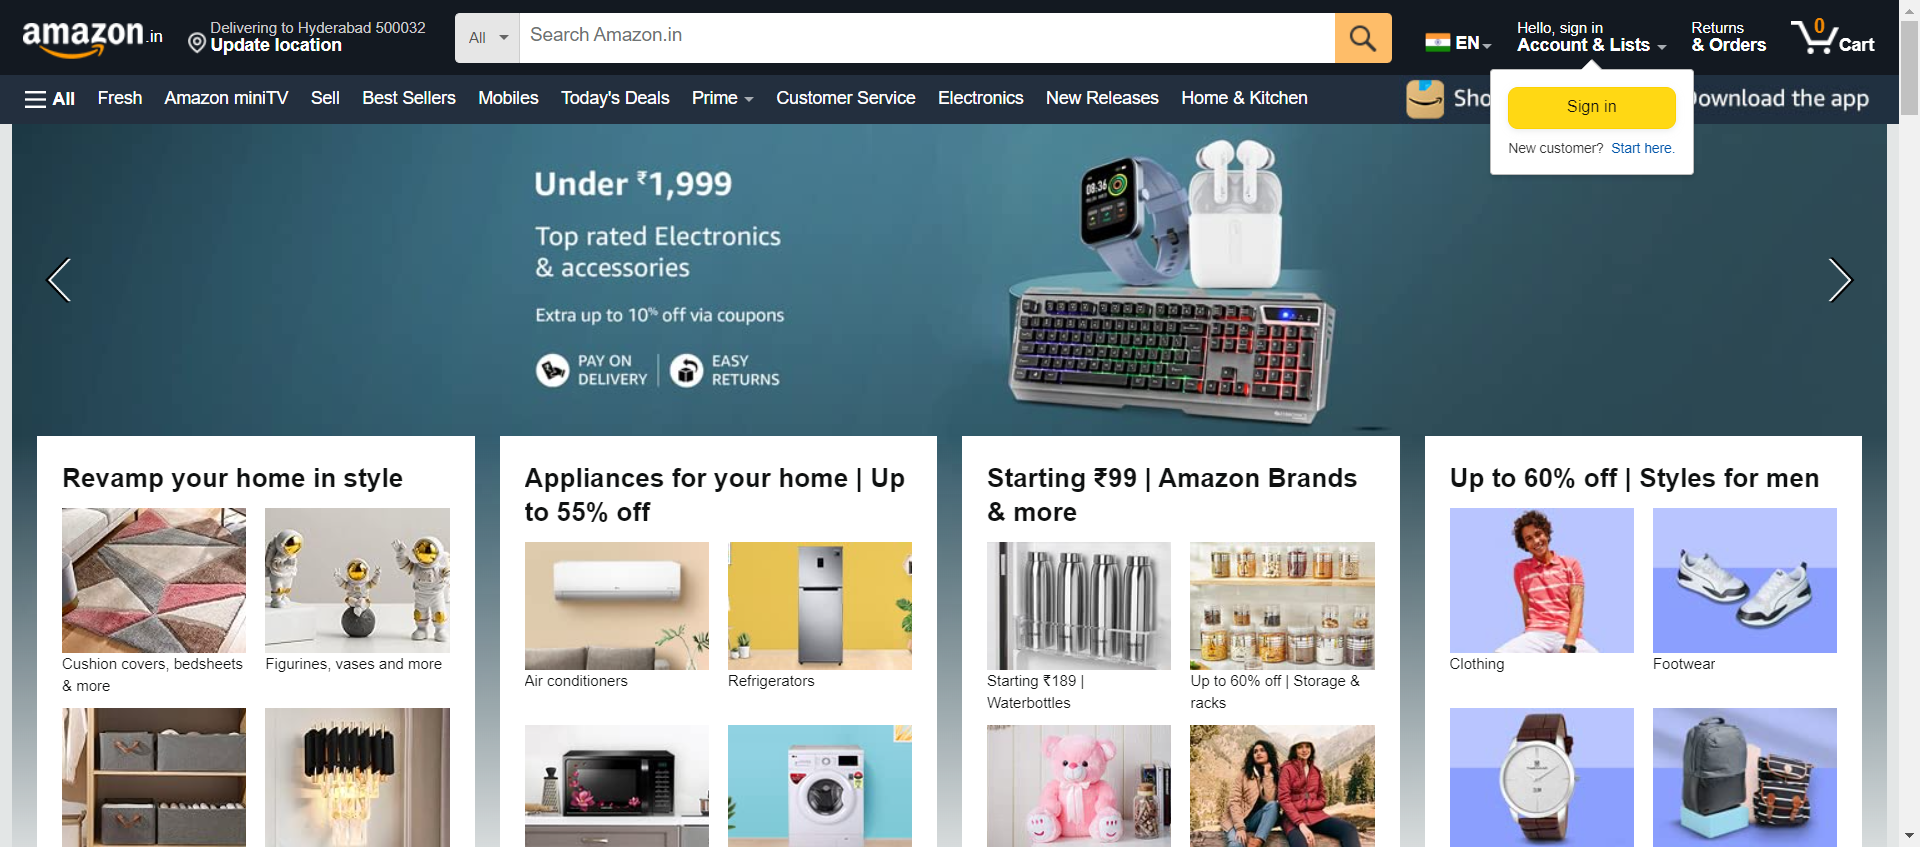 amazon.in
Delivering to Hyderabad 500032
Update location
All
Search Amazon.in
EN
Hello, sign in
Account & Lists
Returns
& Orders
0
Cart
All
Fresh
Amazon miniTV
Sell
Best Sellers
Mobiles
Today's Deals
Prime
Customer Service
Electronics
New Releases
Home & Kitchen
Sho
ownload the app
Sign in
New customer? Start here.
Under ₹1,999
Top rated Electronics
& accessories
Extra up to 10% off via coupons
PAY ON
DELIVERY
EASY
RETURNS
08:36
Revamp your home in style
Cushion covers, bedsheets
& more
Figurines, vases and more
Appliances for your home | Up
to 55% off
Air conditioners
Refrigerators
Starting ₹99 | Amazon Brands
& more
Starting ₹189 |
Waterbottles
Up to 60% off | Storage &
racks
Up to 60% off | Styles for men
Clothing
Footwear